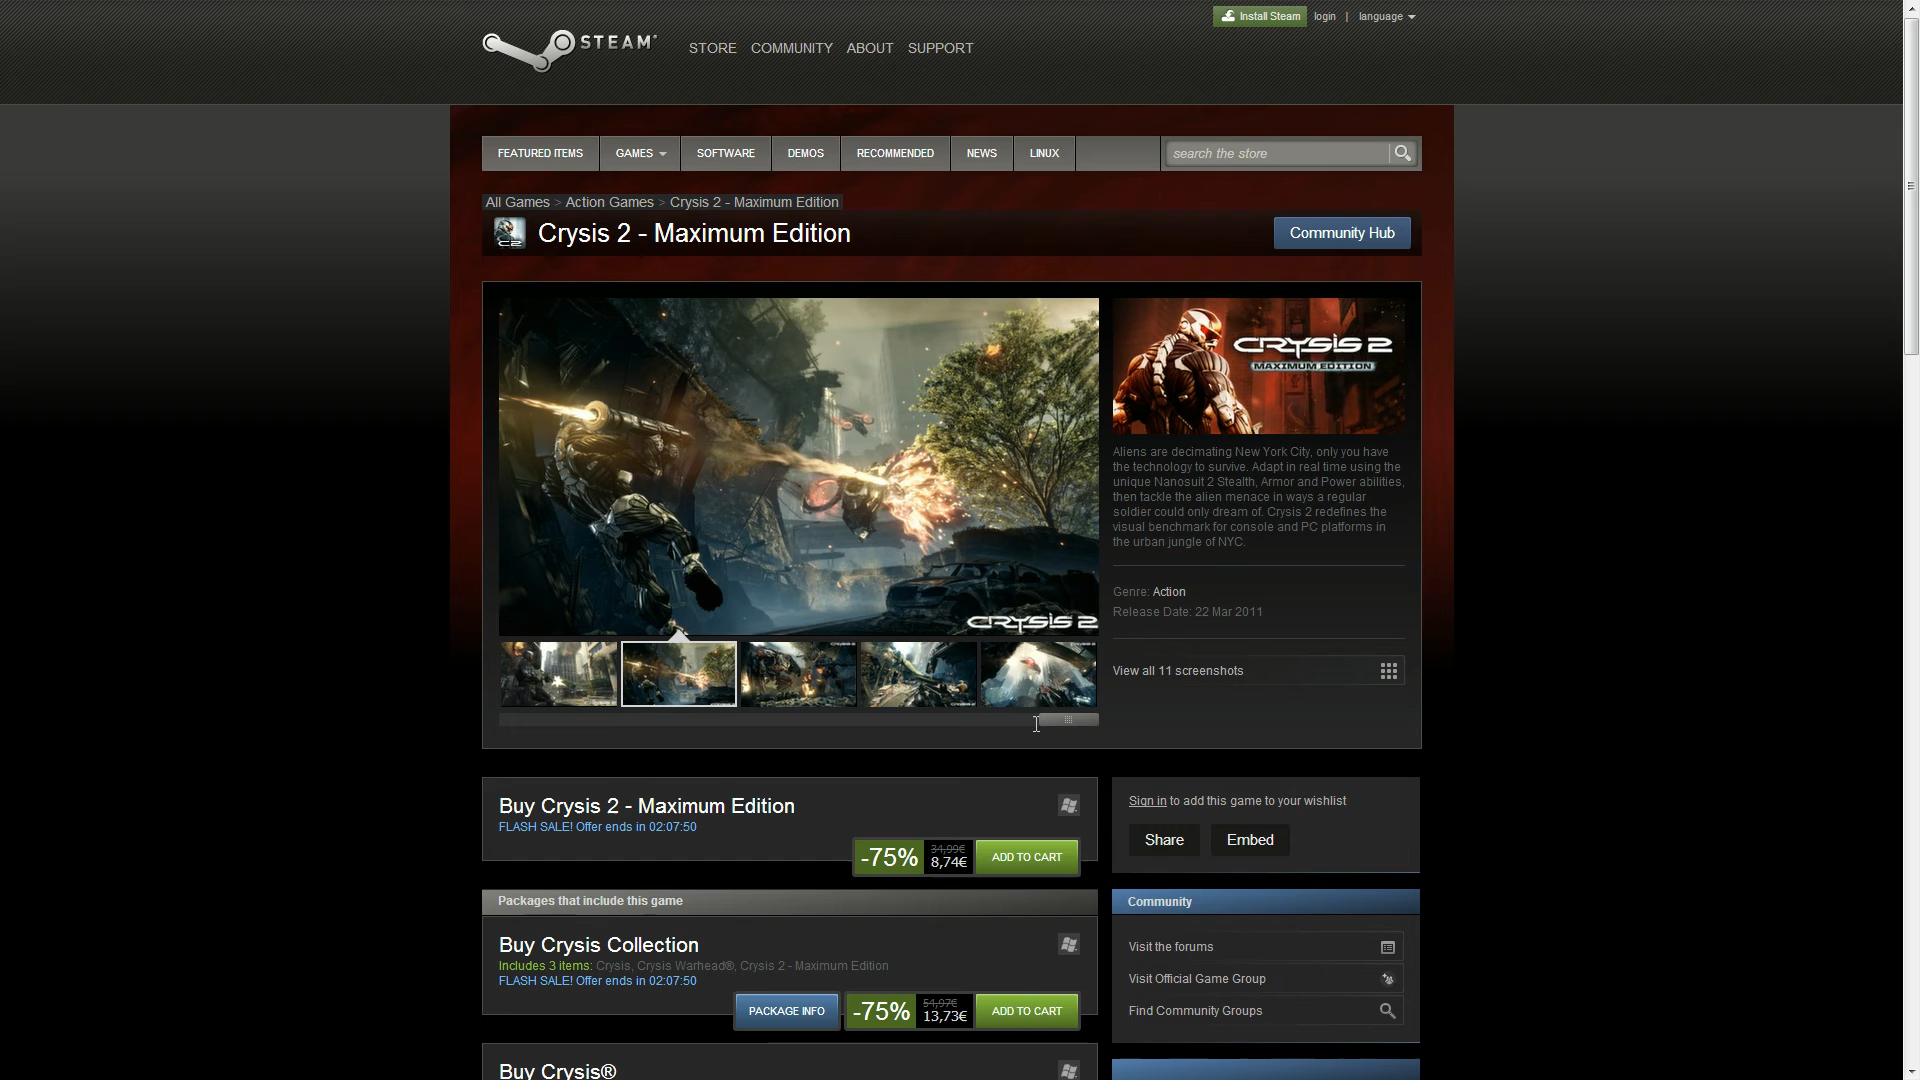 Install Steam
login
|
language
STEAM
STORE
COMMUNITY
ABOUT
SUPPORT
FEATURED ITEMS
GAMES
SOFTWARE
DEMOS
RECOMMENDED
NEWS
LINUX
search the store
All Games > Action Games > Crysis 2 - Maximum Edition
Crysis 2 - Maximum Edition
Community Hub
CRYSIS 2
MAXIMUM EDITION
Aliens are decimating New York City, only you have
the technology to survive. Adapt in real time using the
unique Nanosuit 2 Stealth, Armor and Power abilities,
then tackle the alien menace in ways a regular
soldier could only dream of. Crysis 2 redefines the
visual benchmark for console and PC platforms in
the urban jungle of NYC.
Genre: Action
Release Date: 22 Mar 2011
CRYSIS 2
View all 11 screenshots
Buy Crysis 2 - Maximum Edition
FLASH SALE! Offer ends in 02:07:50
-75%
34,99€
8,74€
ADD TO CART
Sign in to add this game to your wishlist
Share
Embed
Packages that include this game
Buy Crysis Collection
Includes 3 items: Crysis, Crysis Warhead®, Crysis 2 - Maximum Edition
FLASH SALE! Offer ends in 02:07:50
PACKAGE INFO
-75%
54,97€
13,73€
ADD TO CART
Community
Visit the forums
Visit Official Game Group
Find Community Groups
Buy Crysis®